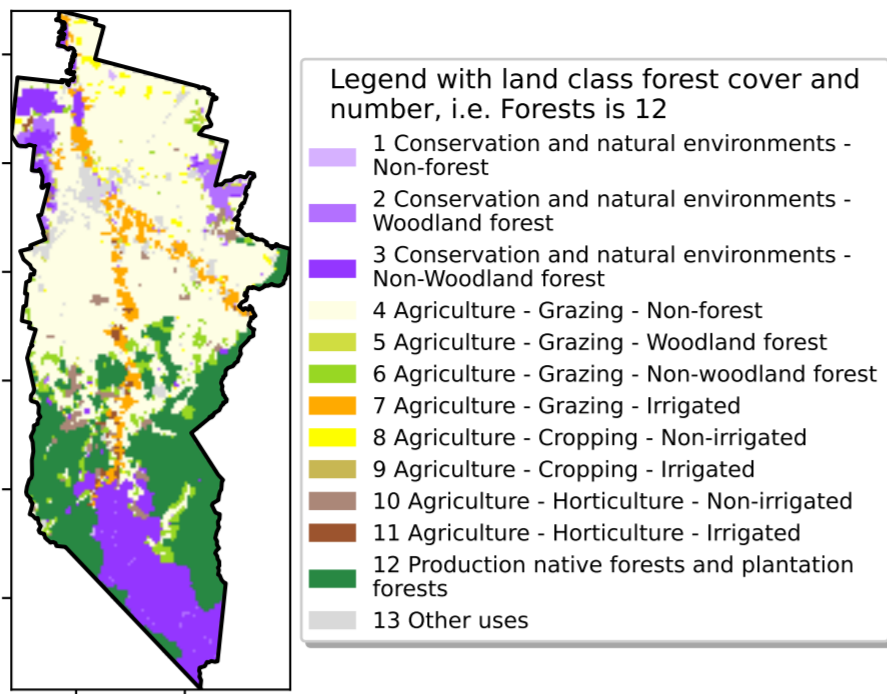 Legend with land class forest cover and
number, i.e. Forests is 12
1 Conservation and natural environments -
Non-forest
2 Conservation and natural environments -
Woodland forest
3 Conservation and natural environments -
Non-Woodland forest
4 Agriculture - Grazing - Non-forest
5 Agriculture - Grazing - Woodland forest
6 Agriculture - Grazing - Non-woodland forest
7 Agriculture - Grazing - Irrigated
8 Agriculture - Cropping - Non-irrigated
9 Agriculture - Cropping - Irrigated
10 Agriculture - Horticulture - Non-irrigated
11 Agriculture - Horticulture - Irrigated
12 Production native forests and plantation
forests
13 Other uses